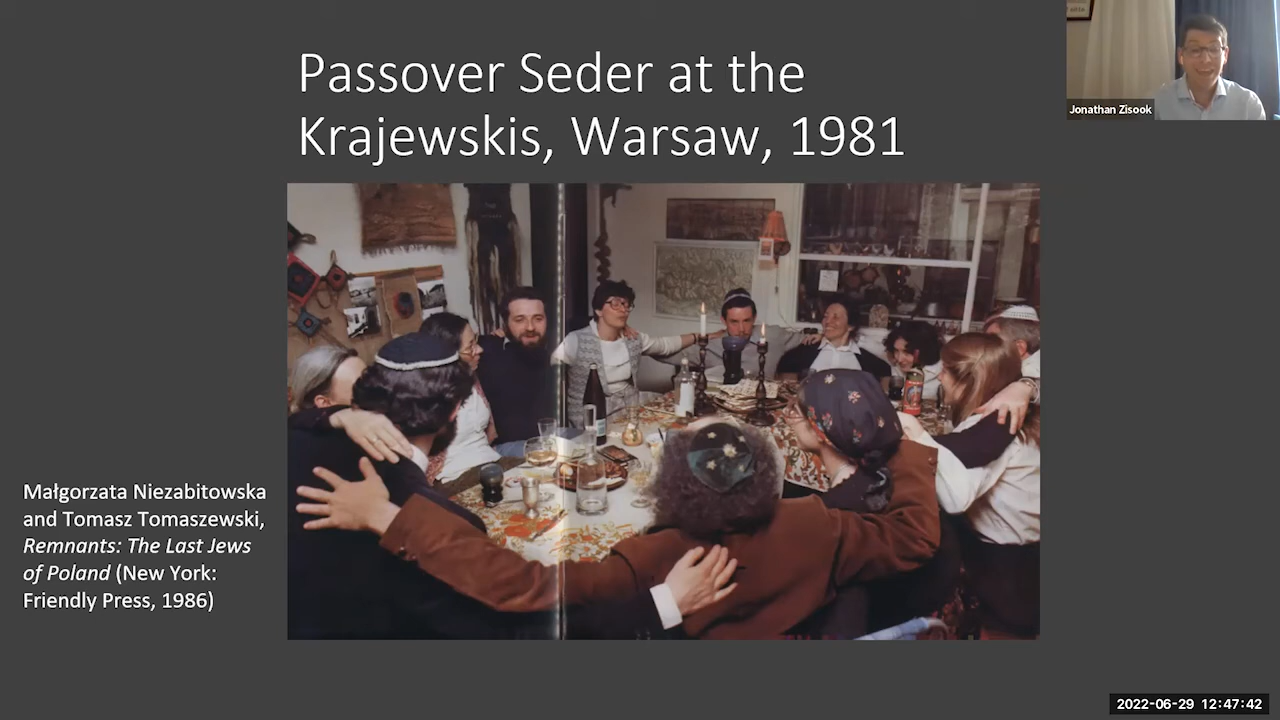 Passover Seder at the
Krajewskis, Warsaw, 1981
Jonathan Zisook
Małgorzata Niezabitowska
and Tomasz Tomaszewski,
Remnants: The Last Jews
of Poland (New York:
Friendly Press, 1986)
2022-06-29 12:47:42